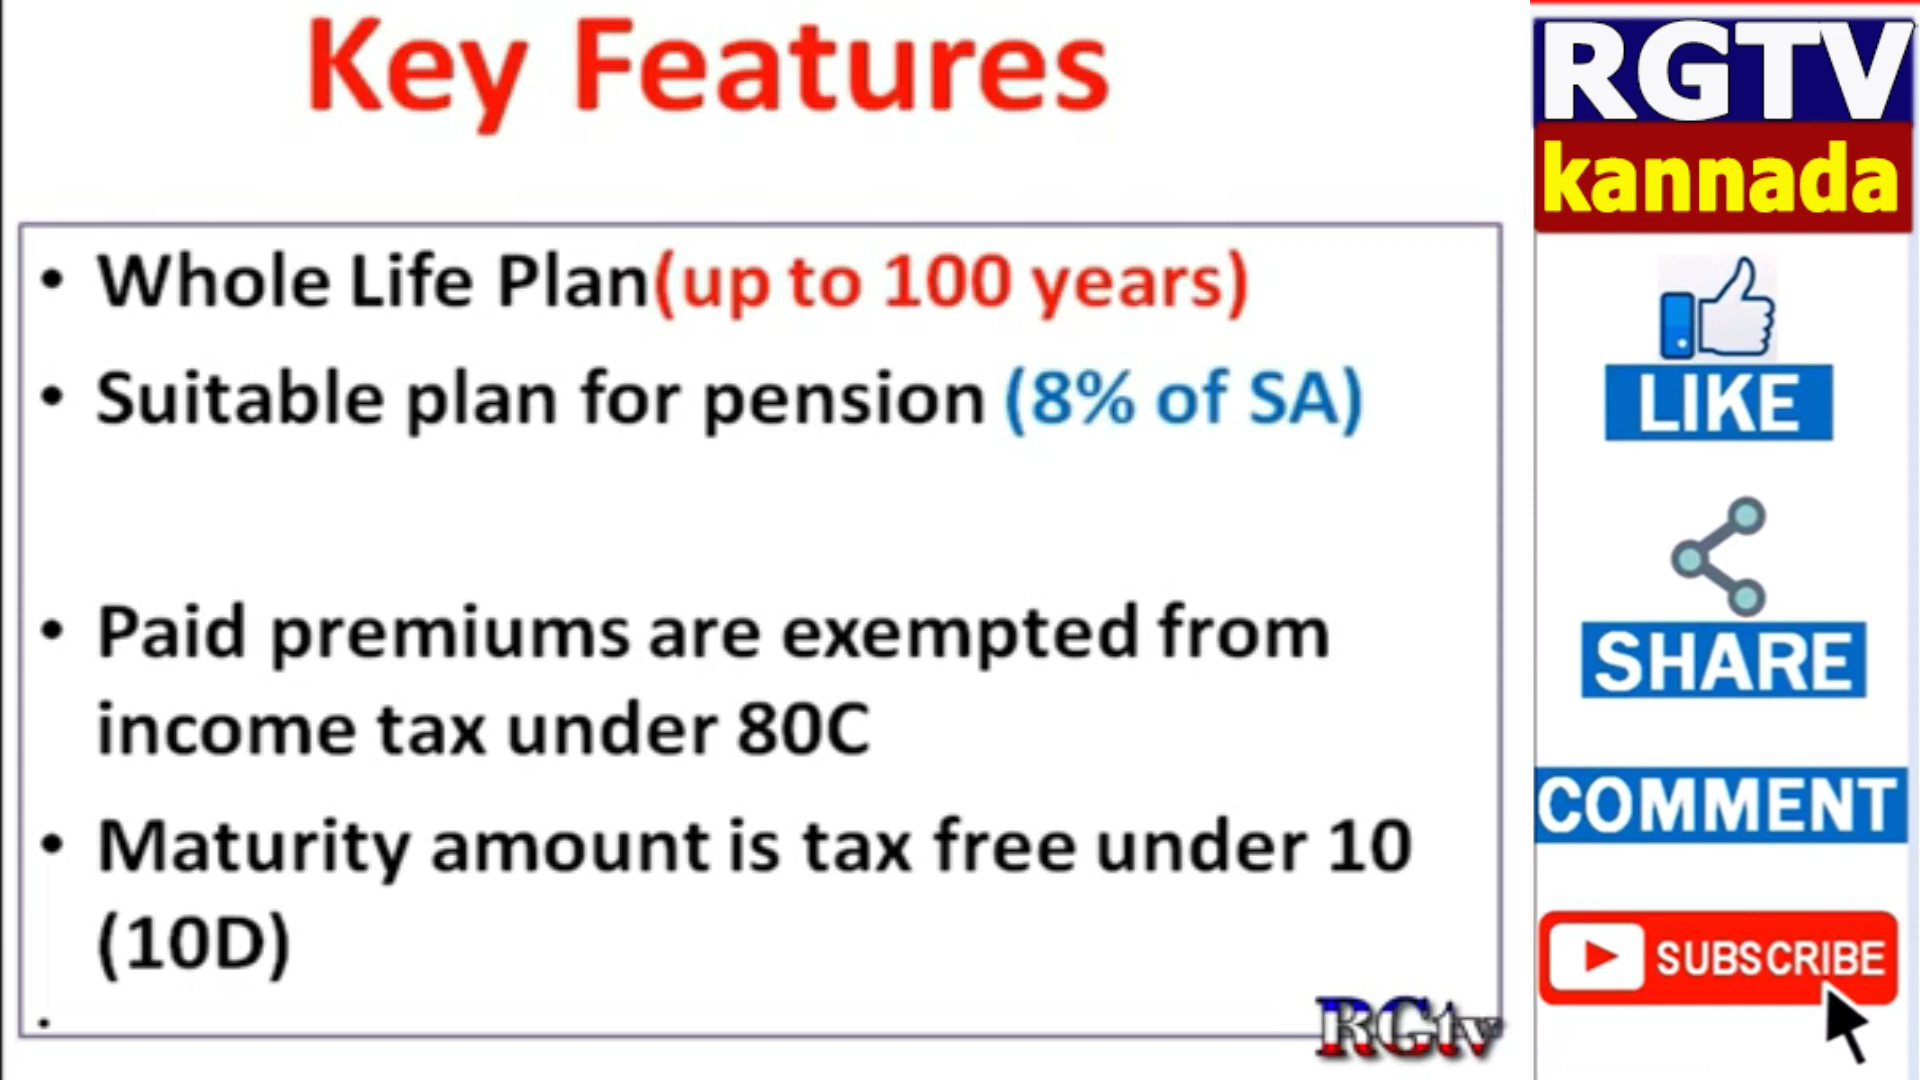 Key Features
• Whole Life Plan(up to 100 years)
• Suitable plan for pension (8% of SA)
• Paid premiums are exempted from
income tax under 80C
• Maturity amount is tax free under 10
(10D)
•
RGtv
RGTV
kannada
LIKE
SHARE
COMMENT
SUBSCRIBE